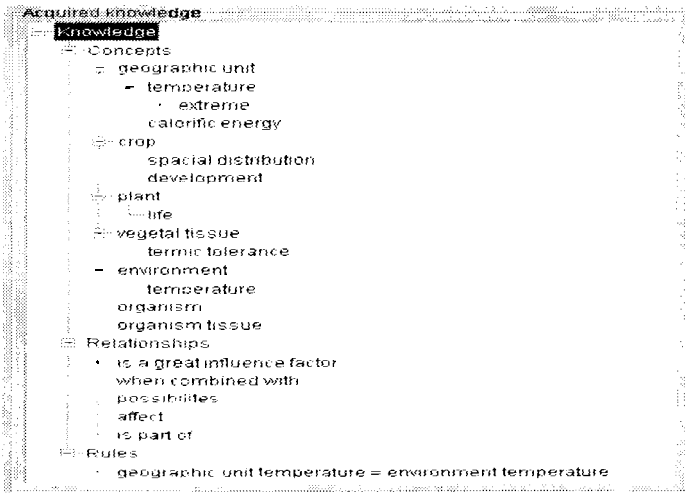 Acquired knowledge
Knowledge
Concepts
geographic unit
temperature
extreme
calorific energy
crop
spacial distribution
development
plant
life
vegetal tissue
termic tolerance
environment
temperature
organism
organism tissue
Relationships
is a great influence factor
when combined with
possibilites
affect
is part of
Rules
geographic unit temperature = environment temperature